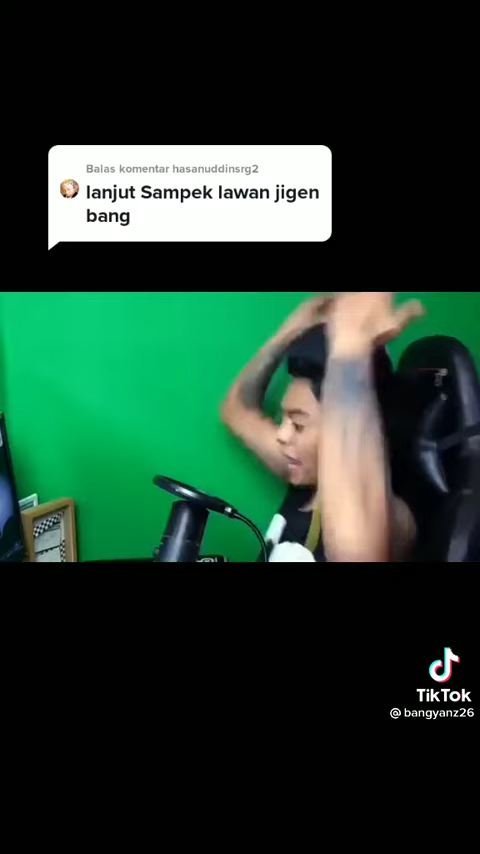 Balas komentar hasanuddinsrg2
lanjut Sampek lawan jigen
bang
TikTok
@bangyanz26